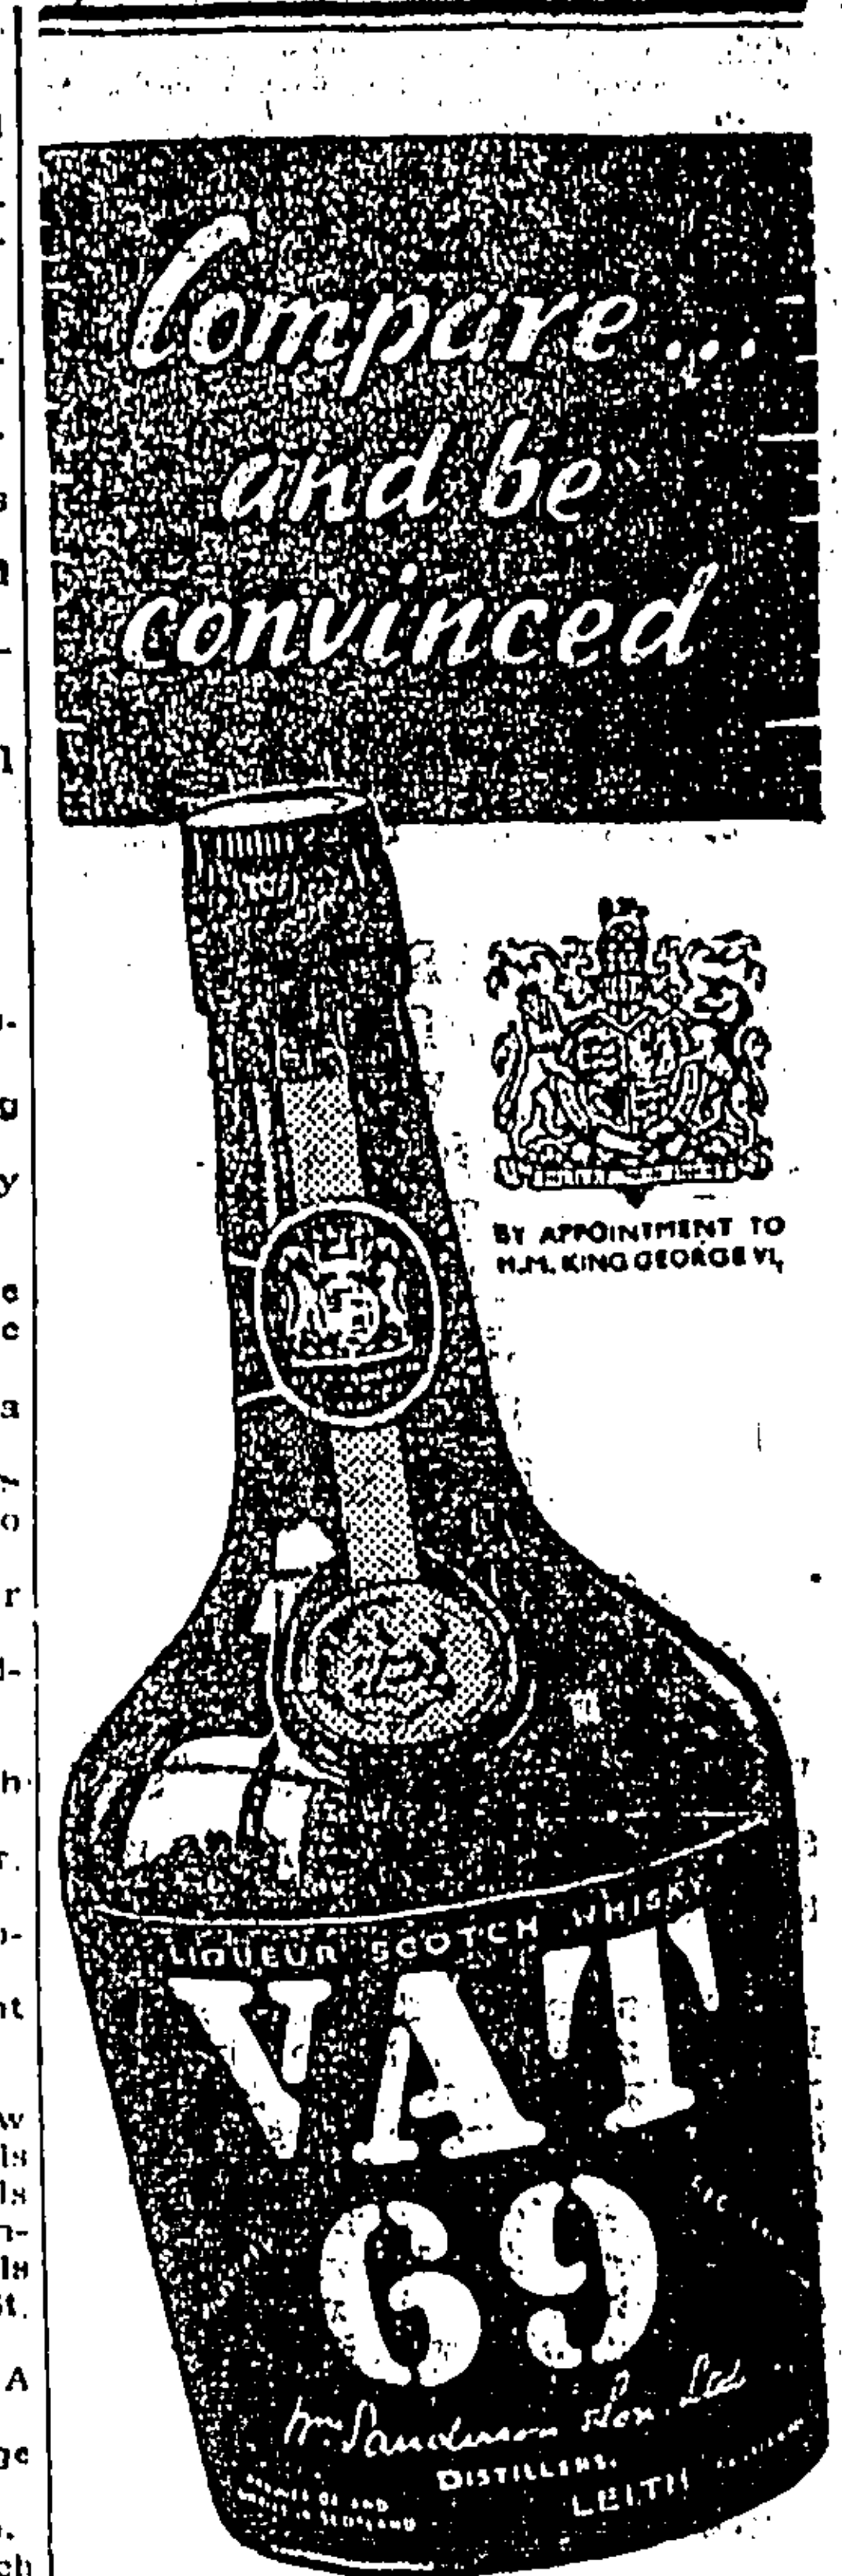 Compare...
and be
convinced
BY APPOINTMENT TO
H.M. KING GEORGE VI,
LIQUEUR SCOTCH WHISKY
VAT
69
Wm Sanderson & Son. Ltd
DISTILLERS.
LEITH